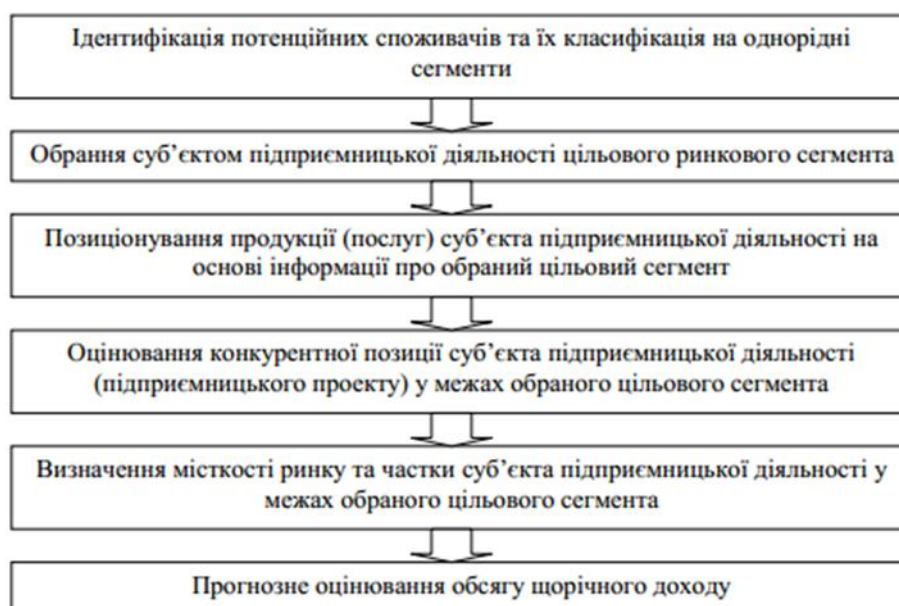 Ідентифікація потенційних споживачів та їх класифікація на однорідні
сегменти
Обрання суб’єктом підприємницької діяльності цільового ринкового сегмента
Позиціонування продукції (послуг) суб’єкта підприємницької діяльності на
основі інформації про обраний цільовий сегмент
Оцінювання конкурентної позиції суб’єкта підприємницької діяльності
(підприємницького проекту) у межах обраного цільового сегмента
Визначення місткості ринку та частки суб’єкта підприємницької діяльності у
межах обраного цільового сегмента
Прогнозне оцінювання обсягу щорічного доходу